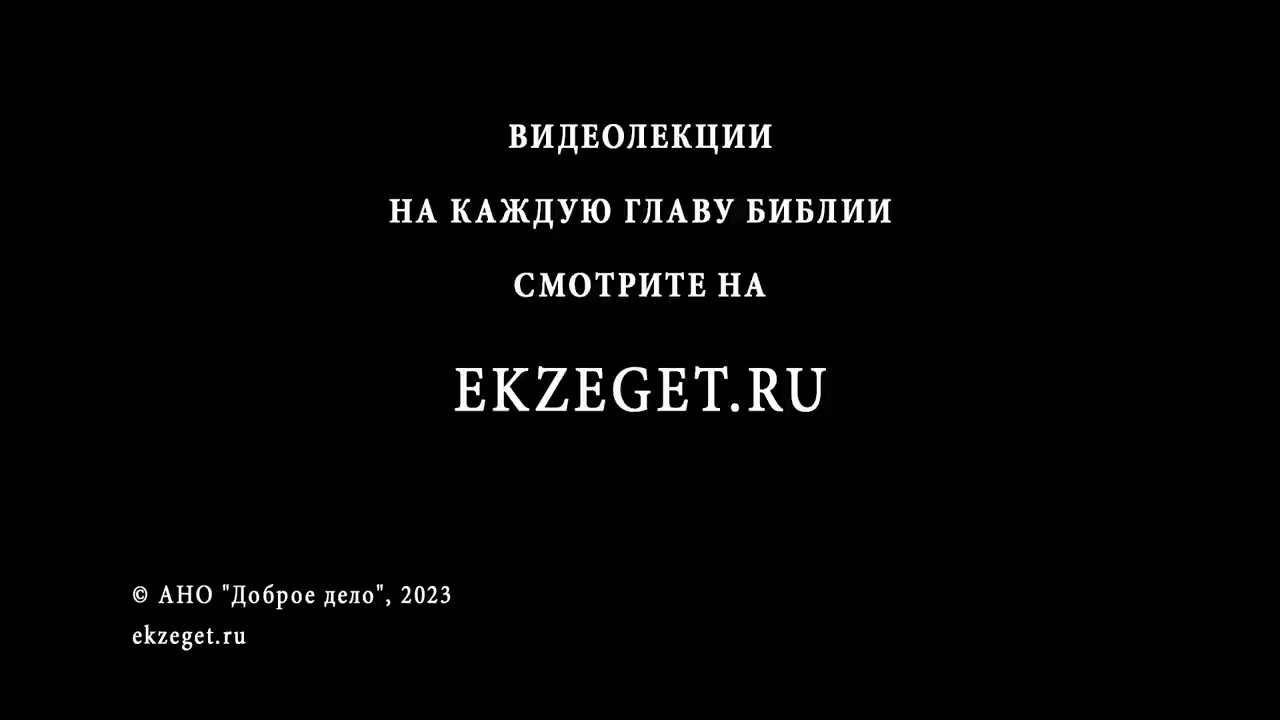 ВИДЕОЛЕКЦИИ
НА КАЖДУЮ ГЛАВУ БИБЛИИ
СМОТРИТЕ НА
EKZEGET.RU
© АНО "Доброе дело", 2023
ekzeget.ru